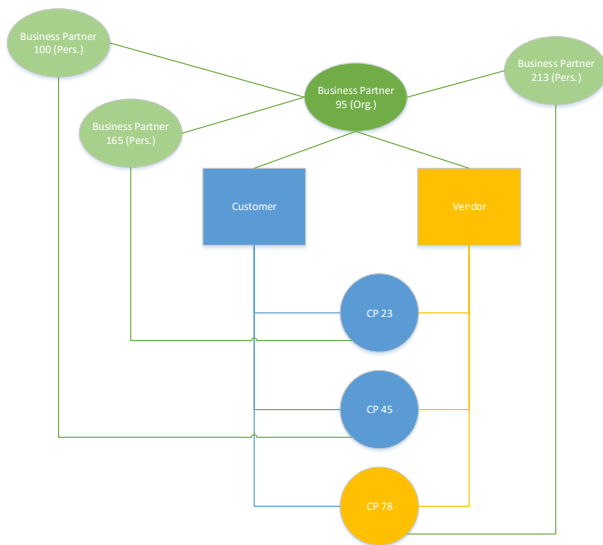 Business Partner
100 (Pers.)
Business Partner
213 (Pers.)
Business Partner
95 (Org.)
Business Partner
165 (Pers.)
Customer
Vendor
CP 23
CP 45
CP 78